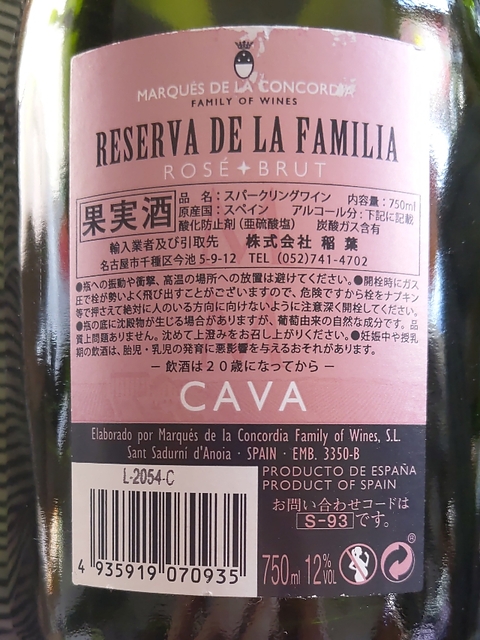 MARQUÉS DE LA CONCORDIA
FAMILY OF WINES
RESERVA DE LA FAMILIA
ROSÉ BRUT
果実酒
品 名：スパークリングワイン 内容量：750ml
原産国：スペイン アルコール分：下記に記載
酸化防止剤（亜硫酸塩） 炭酸ガス含有
輸入業者及び引取先 株式会社 稲葉
名古屋市千種区今池 5-9-12 TEL (052)741-4702
●瓶への振動や衝撃、高温の場所への放置は避けてください。●開栓時にガス
圧で栓が勢いよく飛び出すことがございますので、危険ですから栓をナプキン
等で押さえて絶対に人のいる方向に向けないように注意深く開栓してください。
●瓶の底に沈殿物が生じる場合がありますが、葡萄由来の自然な成分です。品
質上問題ありません。沈めて上澄みをお召し上がりください。●妊娠中や授乳
期の飲酒は、胎児・乳児の発育に悪影響を与えるおそれがあります。
－ 飲酒は２０歳になってから －
CAVA
Elaborado por Marqués de la Concordia Family of Wines, S.L.
Sant Sadurní d'Anoia · SPAIN · EMB. 3350-B
L-2054-C
PRODUCTO DE ESPAÑA
PRODUCT OF SPAIN
お問い合わせコードは
S-93 です。
4 935919 070935
750ml 12% VOL
®